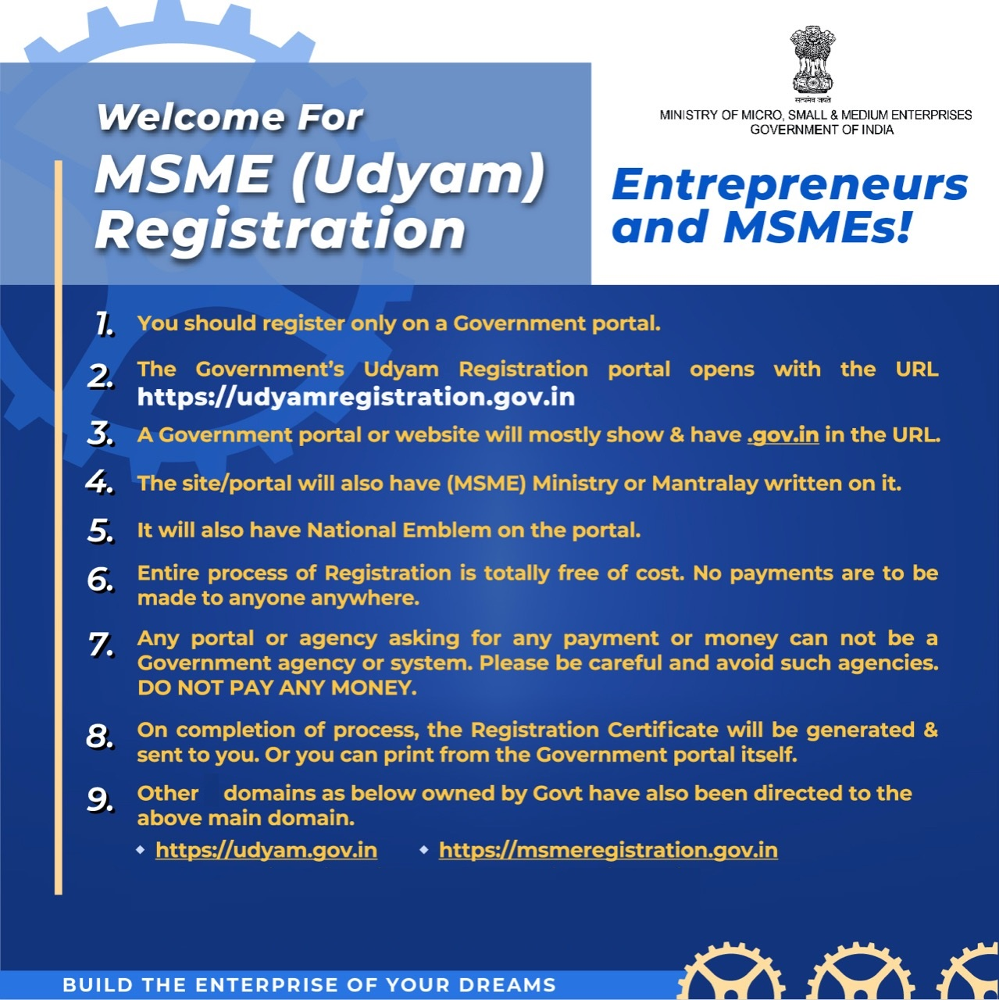 सत्यमेव जयते
MINISTRY OF MICRO, SMALL & MEDIUM ENTERPRISES
GOVERNMENT OF INDIA
Welcome For
MSME (Udyam)
Registration
Entrepreneurs
and MSMEs!
1. You should register only on a Government portal.
2. The Government’s Udyam Registration portal opens with the URL
https://udyamregistration.gov.in
3. A Government portal or website will mostly show & have .gov.in in the URL.
4. The site/portal will also have (MSME) Ministry or Mantralay written on it.
5. It will also have National Emblem on the portal.
6. Entire process of Registration is totally free of cost. No payments are to be
made to anyone anywhere.
7. Any portal or agency asking for any payment or money can not be a
Government agency or system. Please be careful and avoid such agencies.
DO NOT PAY ANY MONEY.
8. On completion of process, the Registration Certificate will be generated &
sent to you. Or you can print from the Government portal itself.
9. Other domains as below owned by Govt have also been directed to the
above main domain.
https://udyam.gov.in https://msmeregistration.gov.in
BUILD THE ENTERPRISE OF YOUR DREAMS